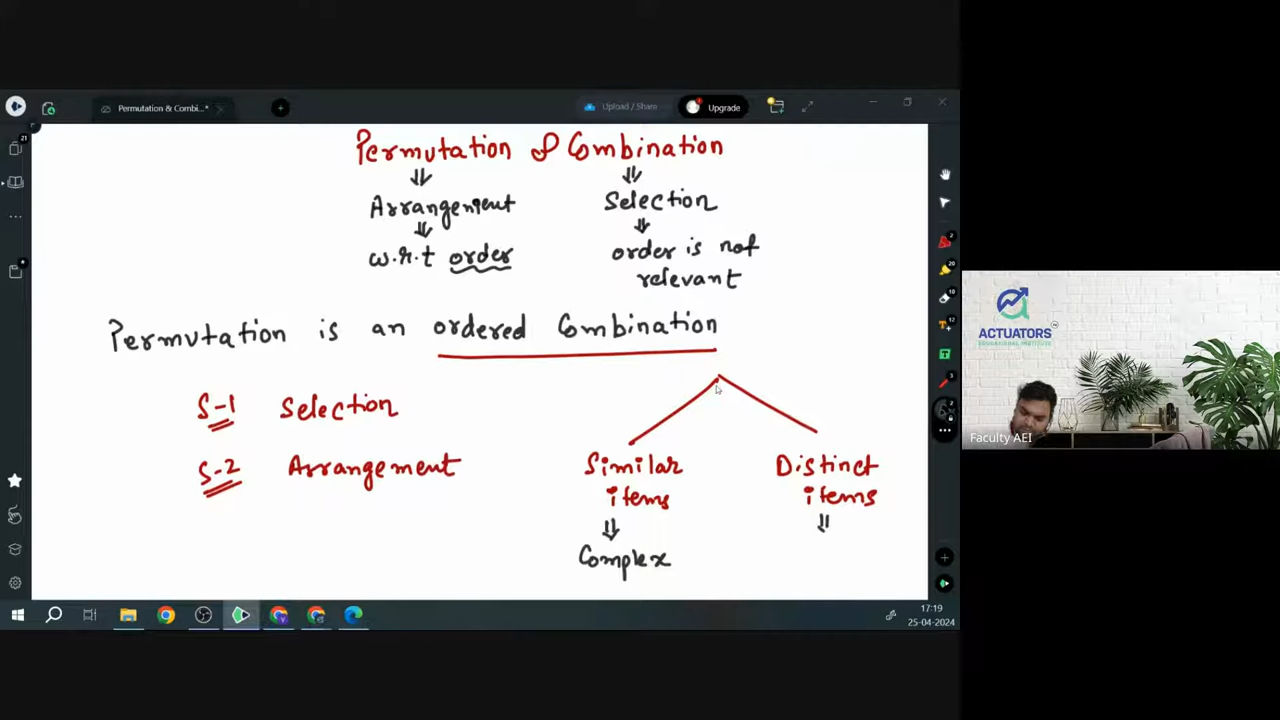 Permutation & Combi...*
Upload / Share
Upgrade
Permutation & Combination
⇓ ⇓
Arrangement Selection
⇓ ⇓
w.r.t order order is not
relevant
Permutation is an ordered Combination
S-1 Selection
S-2 Arrangement
Similar Distinct
items items
⇓ ⇓
Complex
ACTUATORS
EDUCATIONAL INSTITUTE
Faculty AEI
17:19
25-04-2024